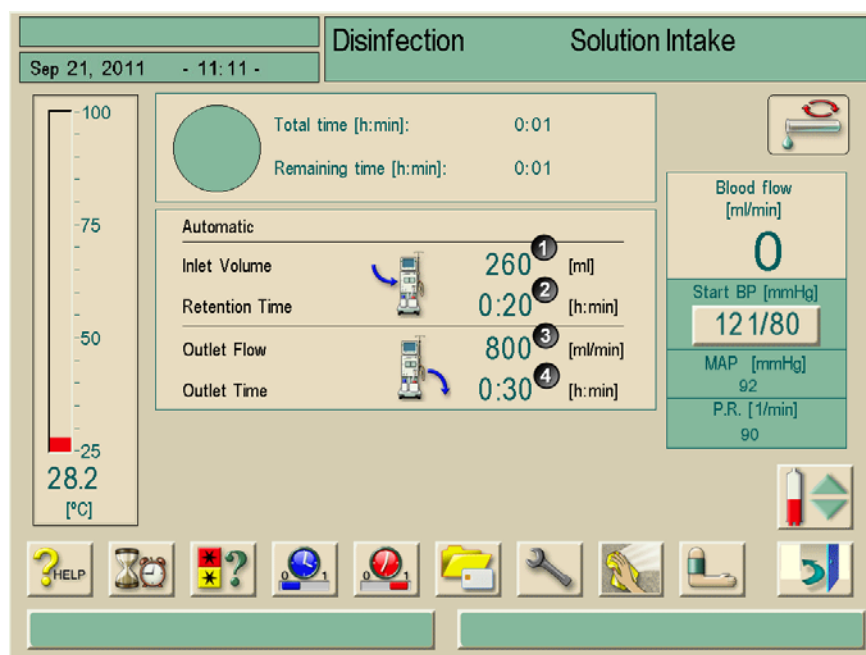 Disinfection Solution Intake
Sep 21, 2011 - 11:11 -
100
75
50
25
28.2
[°C]
Total time [h:min]: 0:01
Remaining time [h:min]: 0:01
Automatic
Inlet Volume 260 1 [ml]
Retention Time 0:20 2 [h:min]
Outlet Flow 800 3 [ml/min]
Outlet Time 0:30 4 [h:min]
Blood flow
[ml/min]
0
Start BP [mmHg]
121/80
MAP [mmHg]
92
P.R. [1/min]
90
? HELP
?
0 1
0 1